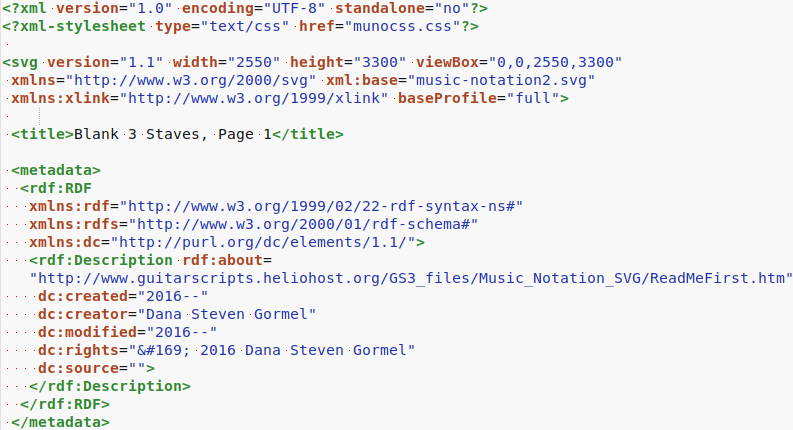 <?xml version="1.0" encoding="UTF-8" standalone="no"?>
<?xml-stylesheet type="text/css" href="munocss.css"?>
<svg version="1.1" width="2550" height="3300" viewBox="0,0,2550,3300"
xmlns="http://www.w3.org/2000/svg" xml:base="music-notation2.svg"
xmlns:xlink="http://www.w3.org/1999/xlink" baseProfile="full">
<title>Blank 3 Staves, Page 1</title>
<metadata>
<rdf:RDF
xmlns:rdf="http://www.w3.org/1999/02/22-rdf-syntax-ns#"
xmlns:rdfs="http://www.w3.org/2000/01/rdf-schema#"
xmlns:dc="http://purl.org/dc/elements/1.1/">
<rdf:Description rdf:about=
"http://www.guitarscripts.heliohost.org/GS3_files/Music_Notation_SVG/ReadMeFirst.htm"
dc:created="2016--"
dc:creator="Dana Steven Gormel"
dc:modified="2016--"
dc:rights="&#169; 2016 Dana Steven Gormel"
dc:source="">
</rdf:Description>
</rdf:RDF>
</metadata>